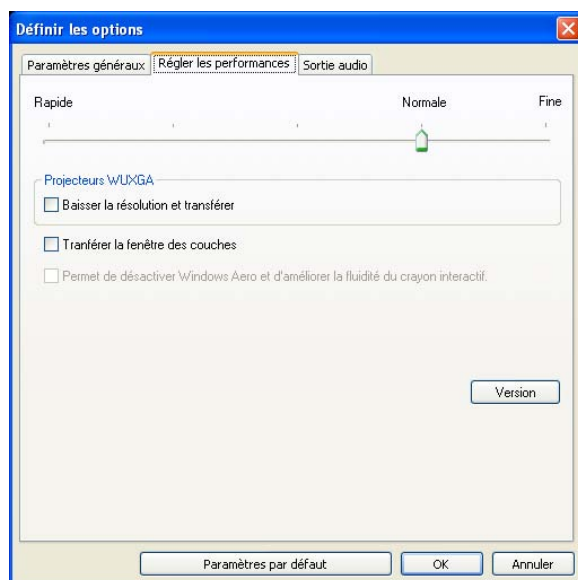 Définir les options
Paramètres généraux Régler les performances Sortie audio
Rapide Normale Fine
Projecteurs WUXGA
Baisser la résolution et transférer
Tranférer la fenêtre des couches
Permet de désactiver Windows Aero et d'améliorer la fluidité du crayon interactif.
Version
Paramètres par défaut OK Annuler